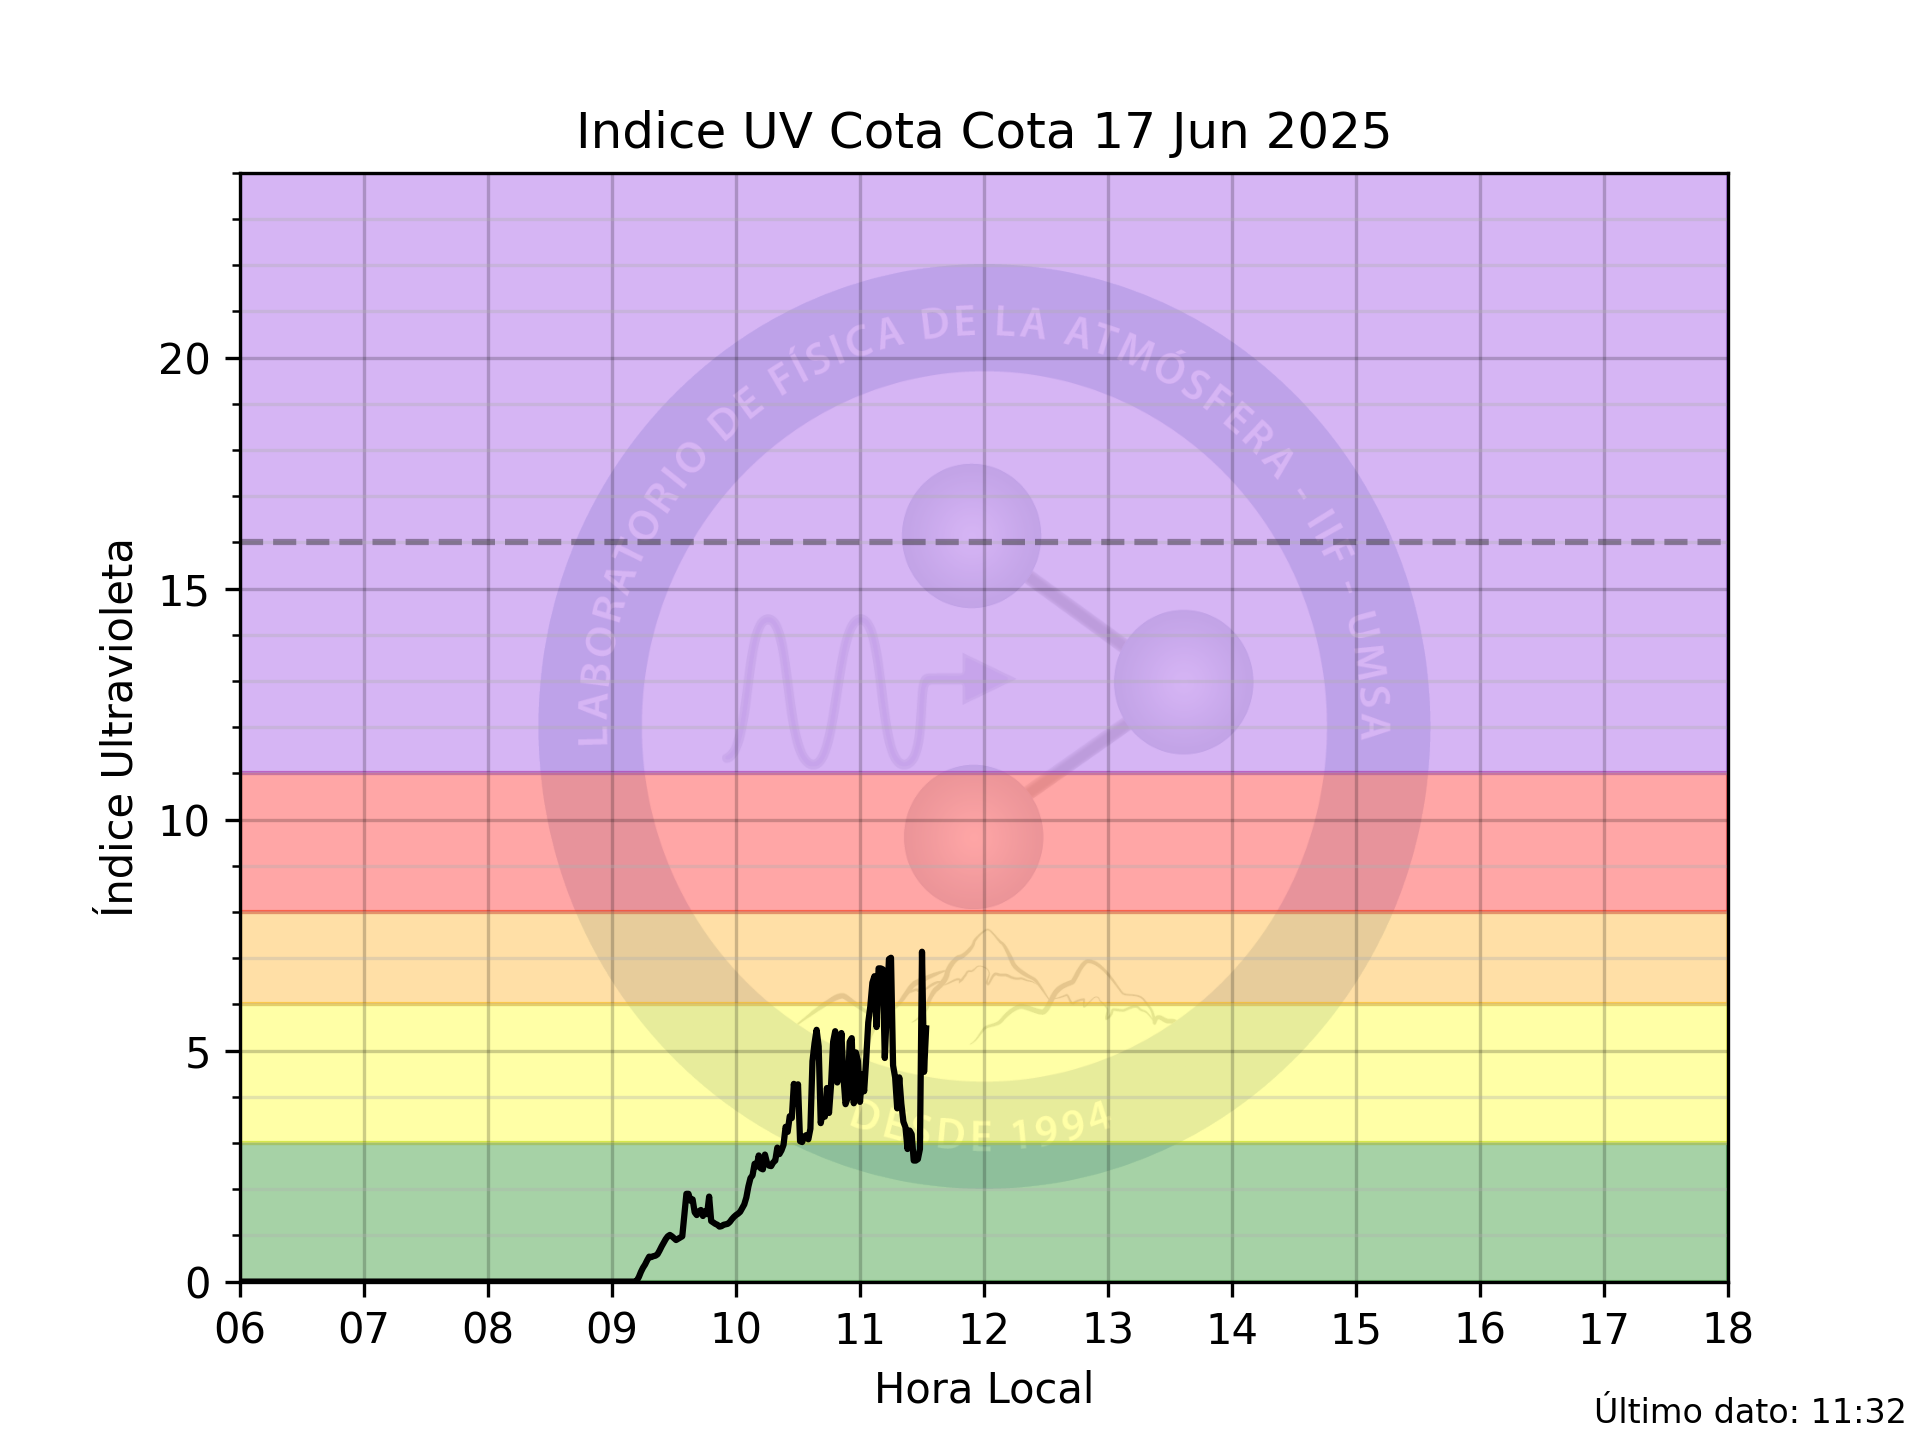 Indice UV Cota Cota 17 Jun 2025
Índice Ultravioleta
20
15
10
5
0
LABORATORIO DE FÍSICA DE LA ATMÓSFERA - IIF - UMSA
DESDE 1994
06 07 08 09 10 11 12 13 14 15 16 17 18
Hora Local
Último dato: 11:32